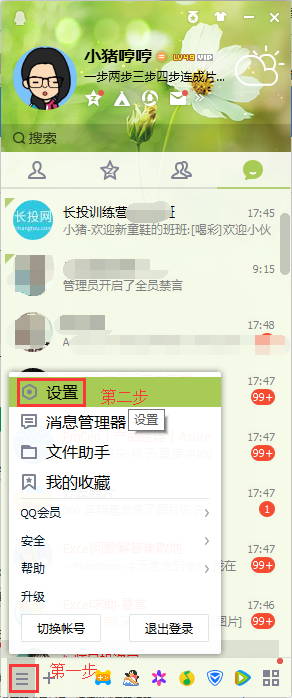 小猪哼哼 LV48 VIP
一步两步三步四步连成片...
搜索
长投网
changtou.com
长投训练营 班 17:45
小猪-欢迎新童鞋的班班:[喝彩]欢迎小伙
9:15
管理员开启了全员禁言
17:48
A
17:47
99+
设置 第二步
设置
消息管理器
17:47
99+
文件助手
我的收藏
17:47
1
QQ会员
安全
17:47
99+
帮助
升级
17:46
99+
切换帐号 退出登录
第一步